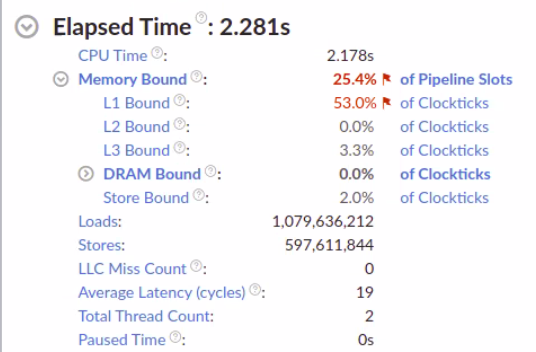 Elapsed Time: 2.281s
CPU Time: 2.178s
Memory Bound: 25.4% of Pipeline Slots
L1 Bound: 53.0% of Clockticks
L2 Bound: 0.0% of Clockticks
L3 Bound: 3.3% of Clockticks
DRAM Bound: 0.0% of Clockticks
Store Bound: 2.0% of Clockticks
Loads: 1,079,636,212
Stores: 597,611,844
LLC Miss Count: 0
Average Latency (cycles): 19
Total Thread Count: 2
Paused Time: 0s